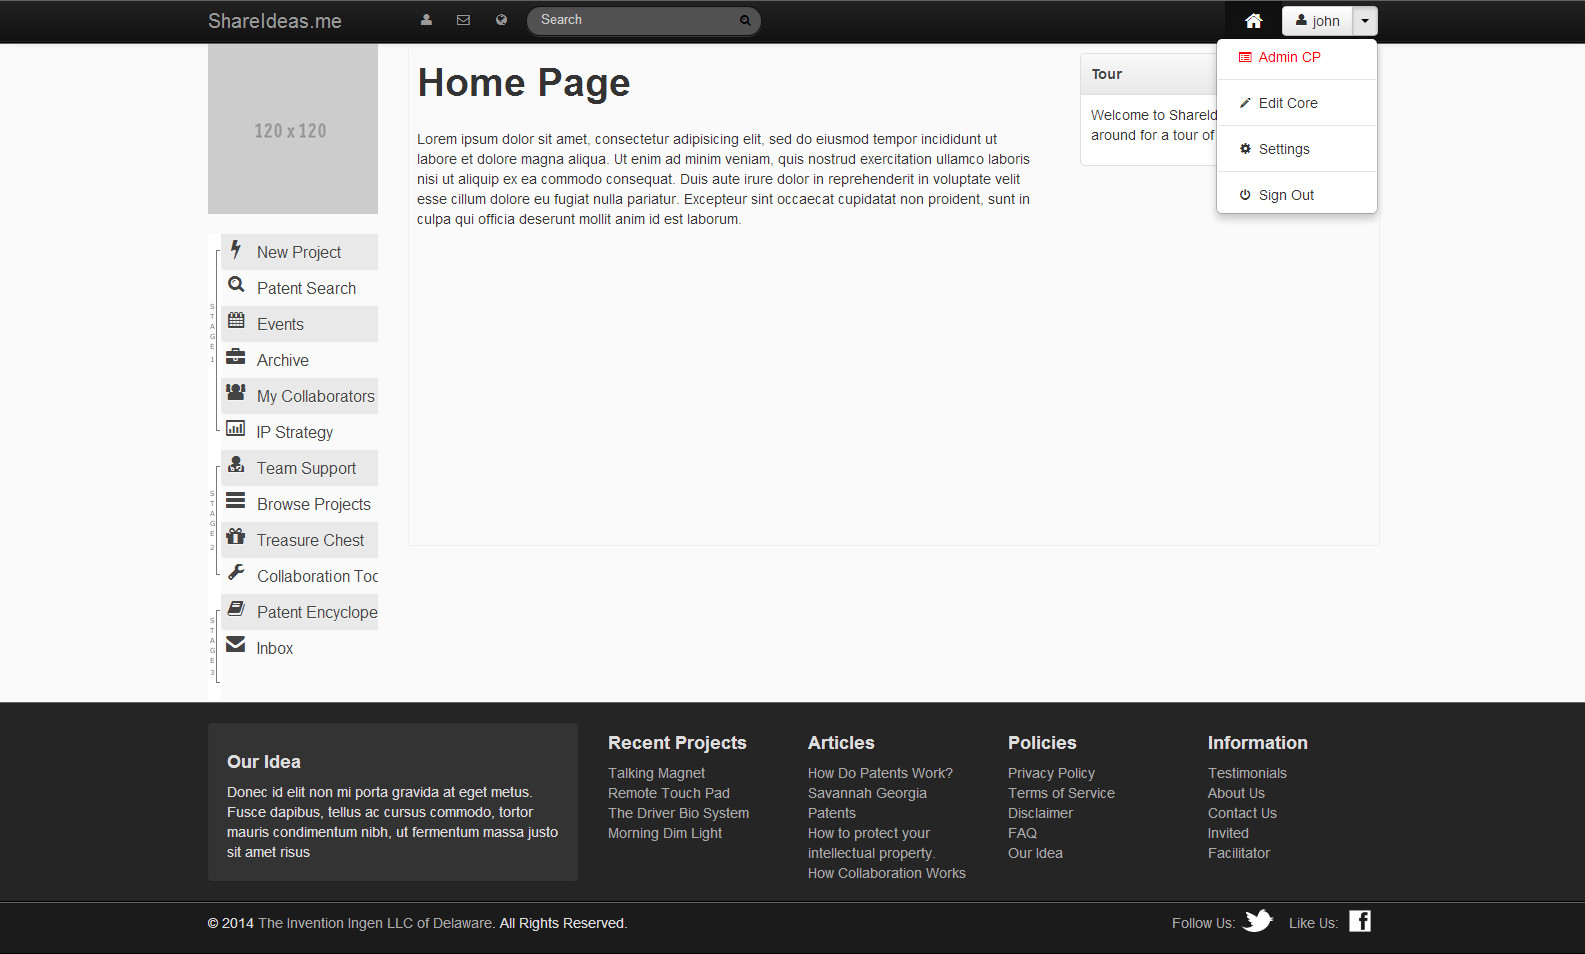 ShareIdeas.me
Search
john
Admin CP
Edit Core
Settings
Sign Out
120 x 120
Home Page
Lorem ipsum dolor sit amet, consectetur adipisicing elit, sed do eiusmod tempor incididunt ut
labore et dolore magna aliqua. Ut enim ad minim veniam, quis nostrud exercitation ullamco laboris
nisi ut aliquip ex ea commodo consequat. Duis aute irure dolor in reprehenderit in voluptate velit
esse cillum dolore eu fugiat nulla pariatur. Excepteur sint occaecat cupidatat non proident, sunt in
culpa qui officia deserunt mollit anim id est laborum.
Tour
Welcome to ShareId
around for a tour of
STAGE 1
New Project
Patent Search
Events
Archive
My Collaborators
IP Strategy
STAGE 2
Team Support
Browse Projects
Treasure Chest
Collaboration Too
STAGE 3
Patent Encyclope
Inbox
Our Idea
Donec id elit non mi porta gravida at eget metus.
Fusce dapibus, tellus ac cursus commodo, tortor
mauris condimentum nibh, ut fermentum massa justo
sit amet risus
Recent Projects
Talking Magnet
Remote Touch Pad
The Driver Bio System
Morning Dim Light
Articles
How Do Patents Work?
Savannah Georgia
Patents
How to protect your
intellectual property.
How Collaboration Works
Policies
Privacy Policy
Terms of Service
Disclaimer
FAQ
Our Idea
Information
Testimonials
About Us
Contact Us
Invited
Facilitator
© 2014 The Invention Ingen LLC of Delaware. All Rights Reserved.
Follow Us:
Like Us: